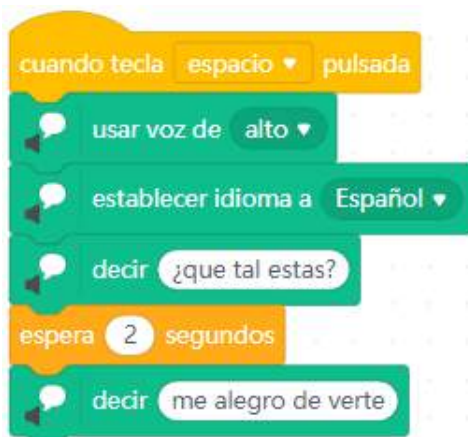 cuando tecla espacio pulsada
usar voz de alto
establecer idioma a Español
decir ¿que tal estas?
espera 2 segundos
decir me alegro de verte